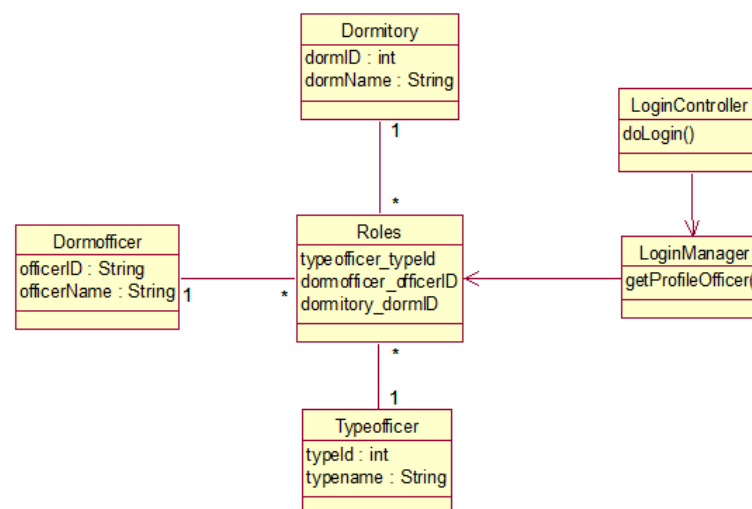 Dormitory
dormID : int
dormName : String
1
*
LoginController
doLogin()
Dormofficer
officerID : String
officerName : String
1
*
Roles
typeofficer_typeId
dormofficer_officerID
dormitory_dormID
LoginManager
getProfileOfficer(
*
1
Typeofficer
typeId : int
typename : String